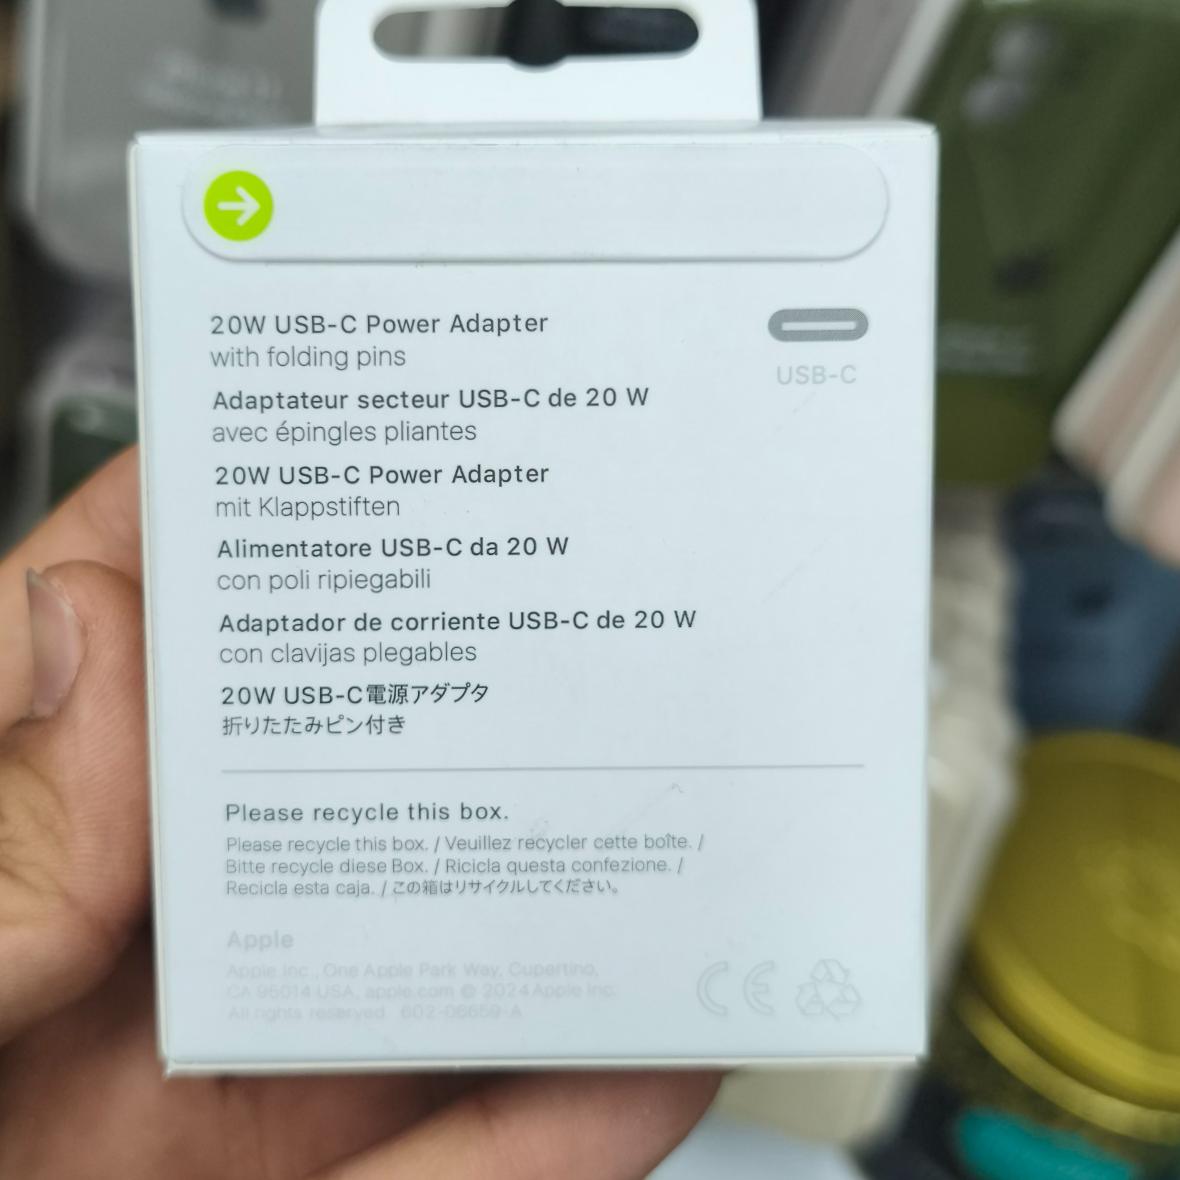 20W USB-C Power Adapter
with folding pins
USB-C
Adaptateur secteur USB-C de 20 W
avec épingles pliantes
20W USB-C Power Adapter
mit Klappstiften
Alimentatore USB-C da 20 W
con poli ripiegabili
Adaptador de corriente USB-C de 20 W
con clavijas plegables
20W USB-C電源アダプタ
折りたたみピン付き
Please recycle this box.
Please recycle this box. / Veuillez recycler cette boîte. /
Bitte recycle diese Box. / Ricicla questa confezione. /
Recicla esta caja. / この箱はリサイクルしてください。
Apple
Apple Inc., One Apple Park Way, Cupertino,
CA 95014 USA, apple.com © 2024 Apple Inc.
All rights reserved. 602-06659-A
CE